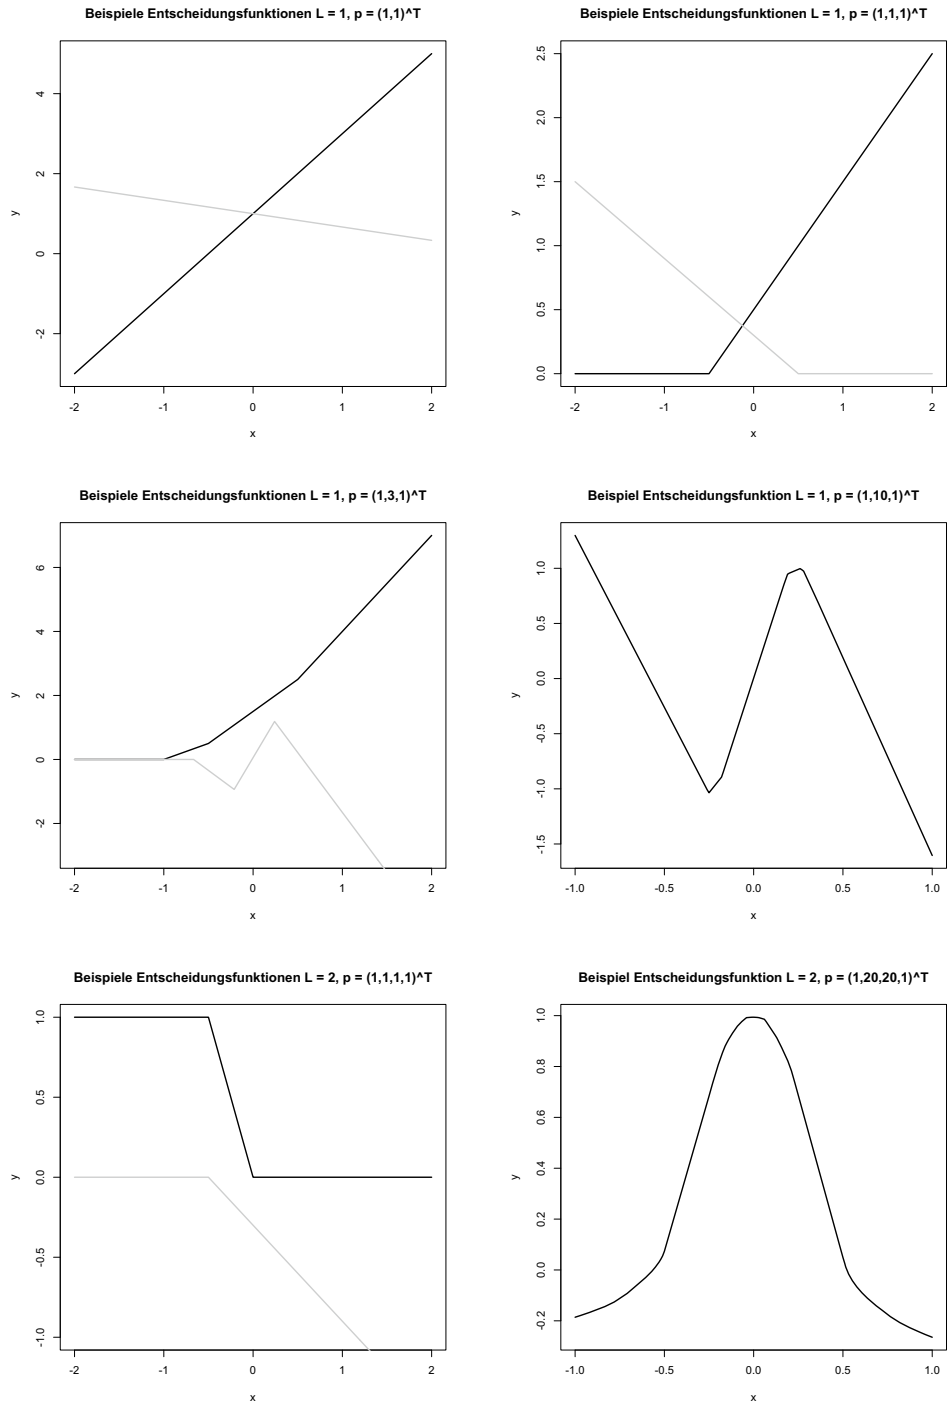 Beispiele Entscheidungsfunktionen L = 1, p = (1,1)^T
4
2
0
-2
y
-2 -1 0 1 2
x
Beispiele Entscheidungsfunktionen L = 1, p = (1,1,1)^T
2.5
2.0
1.5
1.0
0.5
0.0
y
-2 -1 0 1 2
x
Beispiele Entscheidungsfunktionen L = 1, p = (1,3,1)^T
6
4
2
0
-2
y
-2 -1 0 1 2
x
Beispiel Entscheidungsfunktion L = 1, p = (1,10,1)^T
1.0
0.5
0.0
-0.5
-1.0
-1.5
y
-1.0 -0.5 0.0 0.5 1.0
x
Beispiele Entscheidungsfunktionen L = 2, p = (1,1,1,1)^T
1.0
0.5
0.0
-0.5
-1.0
y
-2 -1 0 1 2
x
Beispiel Entscheidungsfunktion L = 2, p = (1,20,20,1)^T
1.0
0.8
0.6
0.4
0.2
0.0
-0.2
y
-1.0 -0.5 0.0 0.5 1.0
x